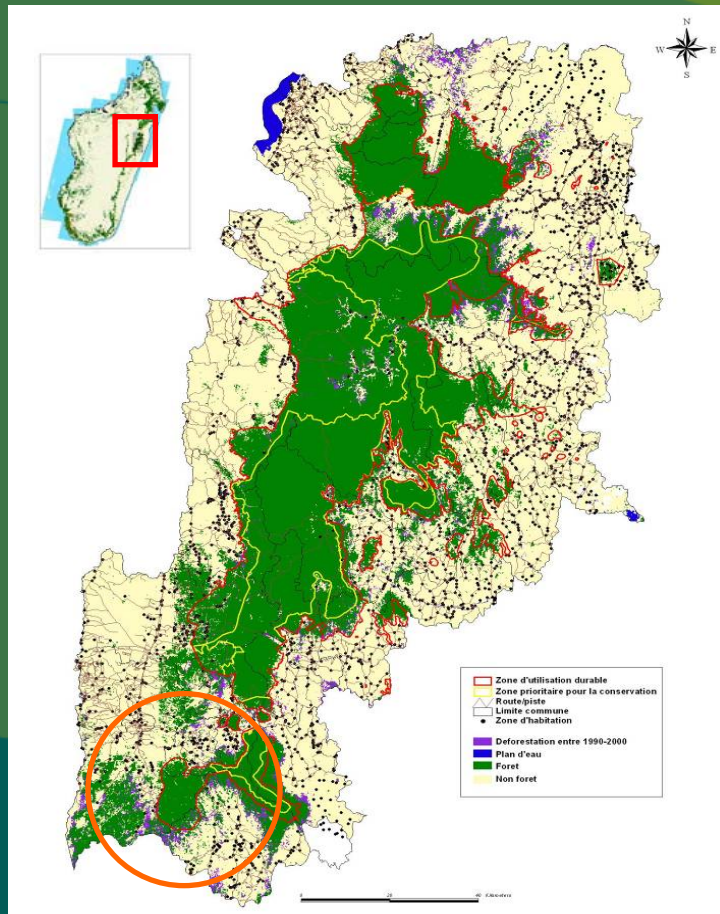 N
W E
S
Zone d'utilisation durable
Zone prioritaire pour la conservation
Route/piste
Limite commune
Zone d'habitation
Deforestation entre 1990-2000
Plan d'eau
Foret
Non foret
0 20 40 Kilometers